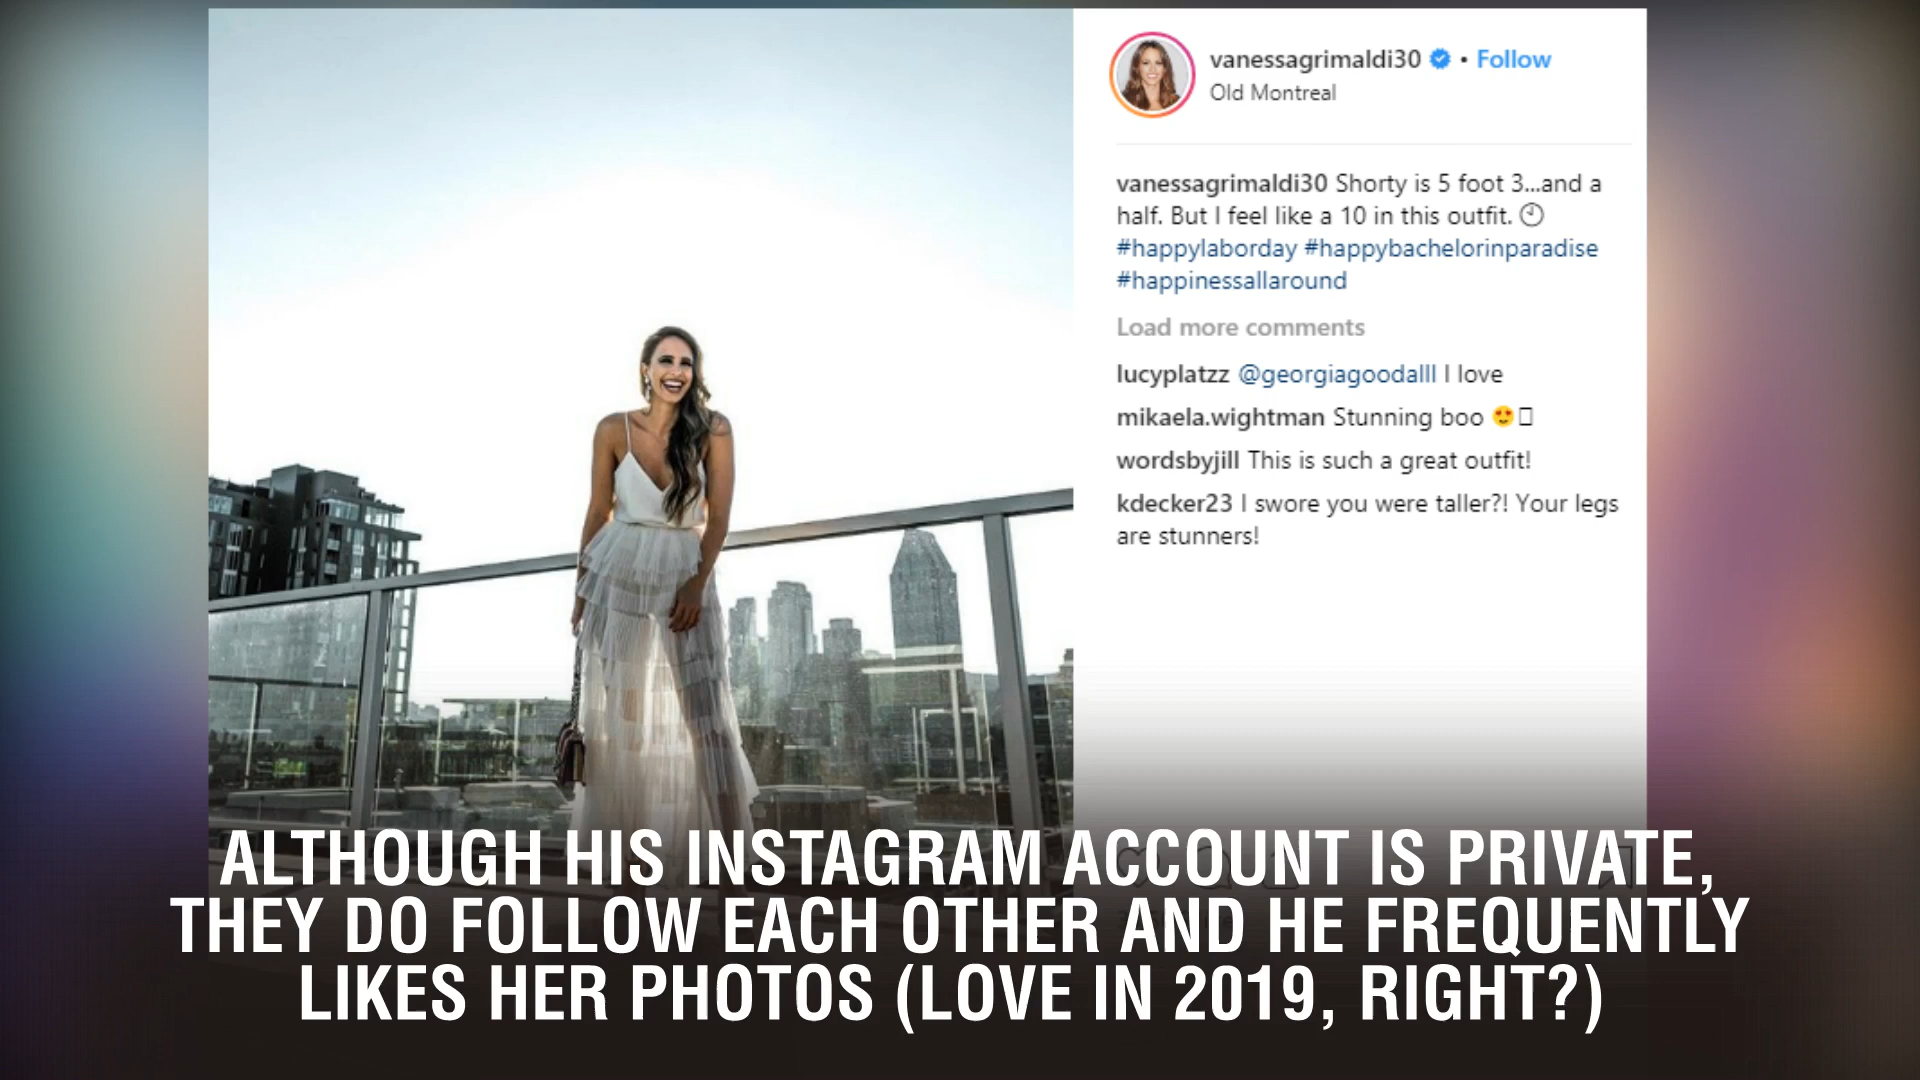 vanessagrimaldi30 • Follow
Old Montreal
vanessagrimaldi30 Shorty is 5 foot 3...and a
half. But I feel like a 10 in this outfit. 🕘
#happylaborday #happybachelorinparadise
#happinessallaround
Load more comments
lucyplatzz @georgiagoodalll I love
mikaela.wightman Stunning boo 😍
wordsbyjill This is such a great outfit!
kdecker23 I swore you were taller?! Your legs
are stunners!
ALTHOUGH HIS INSTAGRAM ACCOUNT IS PRIVATE,
THEY DO FOLLOW EACH OTHER AND HE FREQUENTLY
LIKES HER PHOTOS (LOVE IN 2019, RIGHT?)